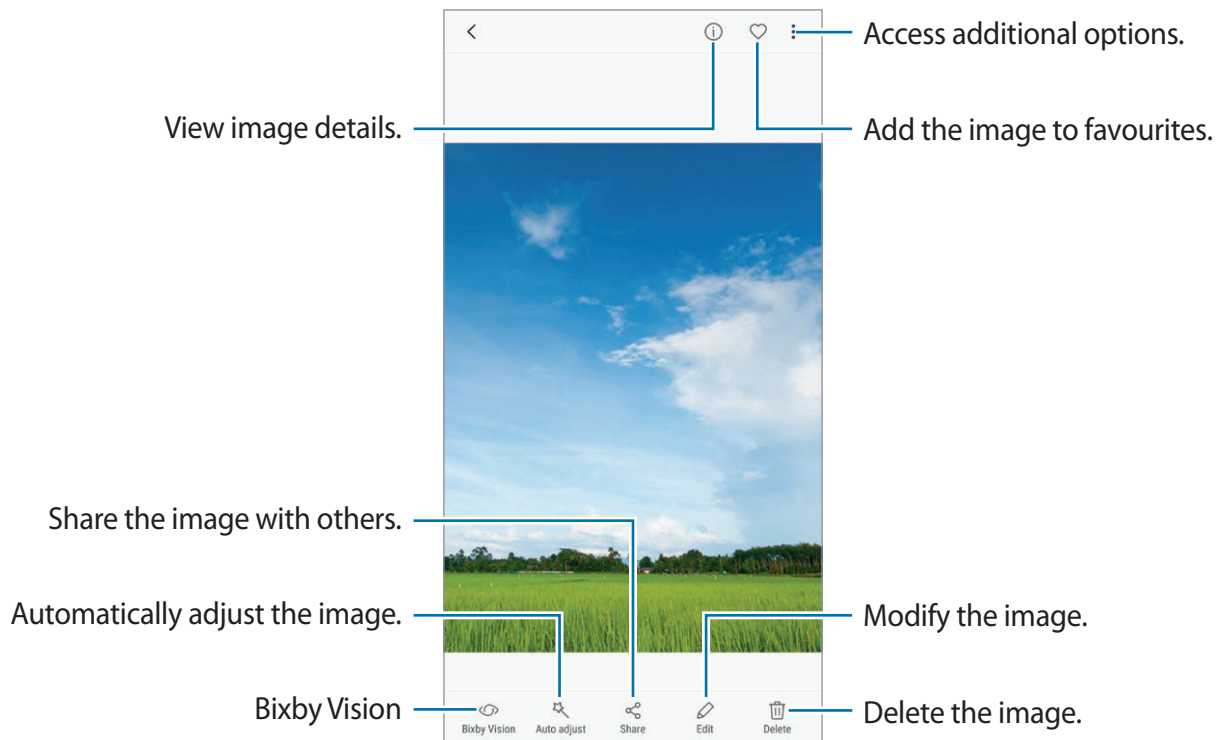 Access additional options.
View image details.
Add the image to favourites.
Share the image with others.
Automatically adjust the image.
Modify the image.
Bixby Vision
Delete the image.
Bixby Vision
Auto adjust
Share
Edit
Delete